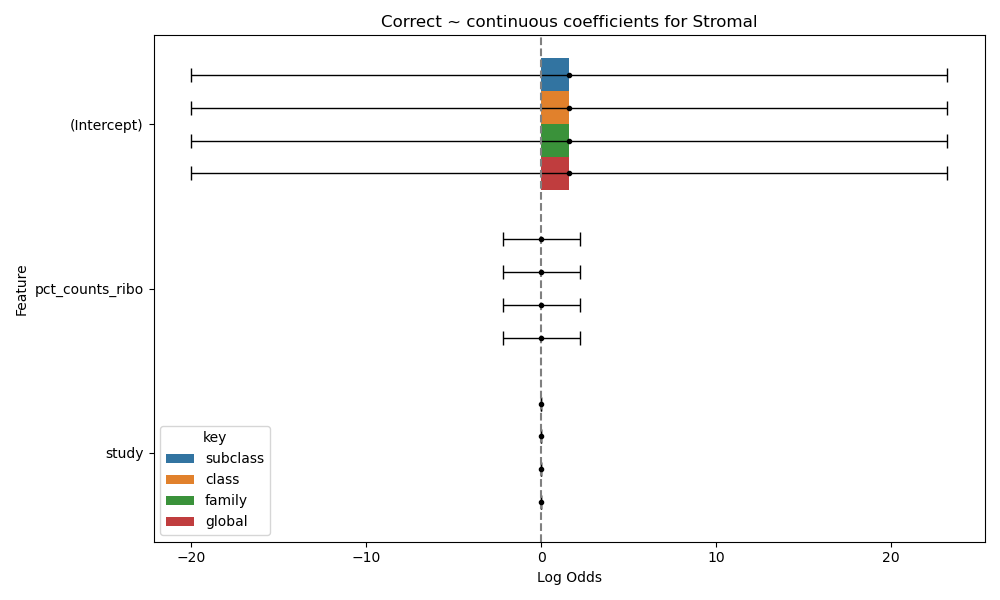 Correct ~ continuous coefficients for Stromal
(Intercept)
pct_counts_ribo
study
Feature
key
subclass
class
family
global
−20
−10
0
10
20
Log Odds